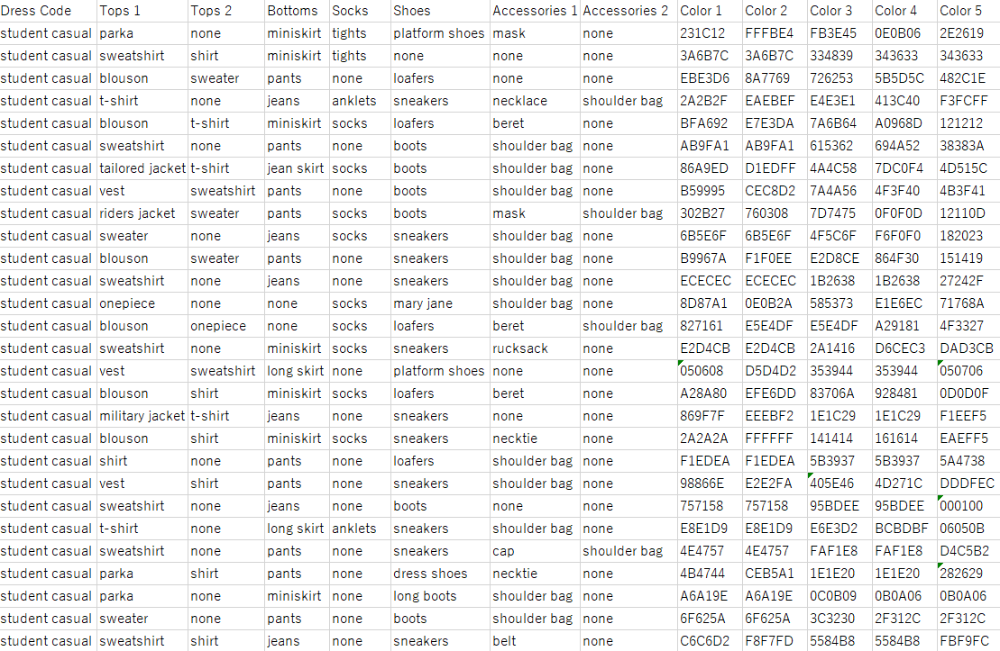 Dress Code Tops 1 Tops 2 Bottoms Socks Shoes Accessories 1 Accessories 2 Color 1 Color 2 Color 3 Color 4 Color 5
student casual parka none miniskirt tights platform shoes mask none 231C12 FFFBE4 FB3E45 0E0B06 2E2619
student casual sweatshirt shirt miniskirt tights none none none 3A6B7C 3A6B7C 334839 343633 343633
student casual blouson sweater pants none loafers none none EBE3D6 8A7769 726253 5B5D5C 482C1E
student casual t-shirt none jeans anklets sneakers necklace shoulder bag 2A2B2F EAEBEF E4E3E1 413C40 F3FCFF
student casual blouson t-shirt miniskirt socks loafers beret none BFA692 E7E3DA 7A6B64 A0968D 121212
student casual sweatshirt none pants none boots shoulder bag none AB9FA1 AB9FA1 615362 694A52 38383A
student casual tailored jacket t-shirt jean skirt socks boots shoulder bag none 86A9ED D1EDFF 4A4C58 7DC0F4 4D515C
student casual vest sweatshirt pants none boots shoulder bag none B59995 CEC8D2 7A4A56 4F3F40 4B3F41
student casual riders jacket sweater pants socks boots mask shoulder bag 302B27 760308 7D7475 0F0F0D 12110D
student casual sweater none jeans socks sneakers shoulder bag none 6B5E6F 6B5E6F 4F5C6F F6F0F0 182023
student casual blouson sweater pants none sneakers shoulder bag none B9967A F1F0EE E2D8CE 864F30 151419
student casual sweatshirt none jeans none sneakers shoulder bag none ECECEC ECECEC 1B2638 1B2638 27242F
student casual onepiece none none socks mary jane shoulder bag none 8D87A1 0E0B2A 585373 E1E6EC 71768A
student casual blouson onepiece none socks loafers beret shoulder bag 827161 E5E4DF E5E4DF A29181 4F3327
student casual sweatshirt none miniskirt socks sneakers rucksack none E2D4CB E2D4CB 2A1416 D6CEC3 DAD3CB
student casual vest sweatshirt long skirt none platform shoes none none 050608 D5D4D2 353944 353944 050706
student casual blouson shirt miniskirt socks loafers beret none A28A80 EFE6DD 83706A 928481 0D0D0F
student casual military jacket t-shirt jeans none sneakers none none 869F7F EEEBF2 1E1C29 1E1C29 F1EEF5
student casual blouson shirt miniskirt socks sneakers necktie none 2A2A2A FFFFFF 141414 161614 EAEFF5
student casual shirt none pants none loafers shoulder bag none F1EDEA F1EDEA 5B3937 5B3937 5A4738
student casual vest shirt pants none sneakers shoulder bag none 98866E E2E2FA 405E46 4D271C DDDFEC
student casual sweatshirt none jeans none boots none none 757158 757158 95BDEE 95BDEE 000100
student casual t-shirt none long skirt anklets sneakers shoulder bag none E8E1D9 E8E1D9 E6E3D2 BCBDBF 06050B
student casual sweatshirt none pants none sneakers cap shoulder bag 4E4757 4E4757 FAF1E8 FAF1E8 D4C5B2
student casual parka shirt pants none dress shoes necktie none 4B4744 CEB5A1 1E1E20 1E1E20 282629
student casual parka none miniskirt none long boots shoulder bag none A6A19E A6A19E 0C0B09 0B0A06 0B0A06
student casual sweater none pants none boots shoulder bag none 6F625A 6F625A 3C3230 2F312C 2F312C
student casual sweatshirt shirt jeans none sneakers belt none C6C6D2 F8F7FD 5584B8 5584B8 FBF9FC